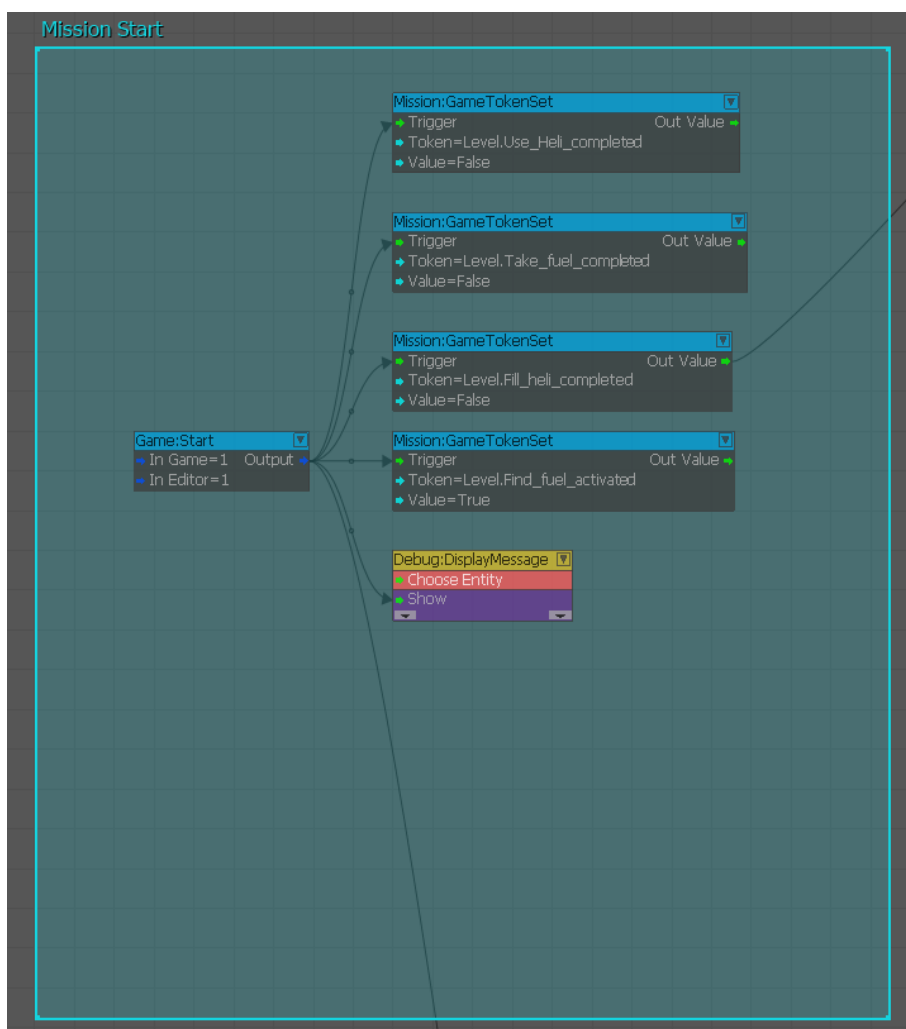 Mission Start
Mission:GameTokenSet
Trigger Out Value
Token=Level.Use_Heli_completed
Value=False
Mission:GameTokenSet
Trigger Out Value
Token=Level.Take_fuel_completed
Value=False
Mission:GameTokenSet
Trigger Out Value
Token=Level.Fill_heli_completed
Value=False
Game:Start
In Game=1 Output
In Editor=1
Mission:GameTokenSet
Trigger Out Value
Token=Level.Find_fuel_activated
Value=True
Debug:DisplayMessage
Choose Entity
Show